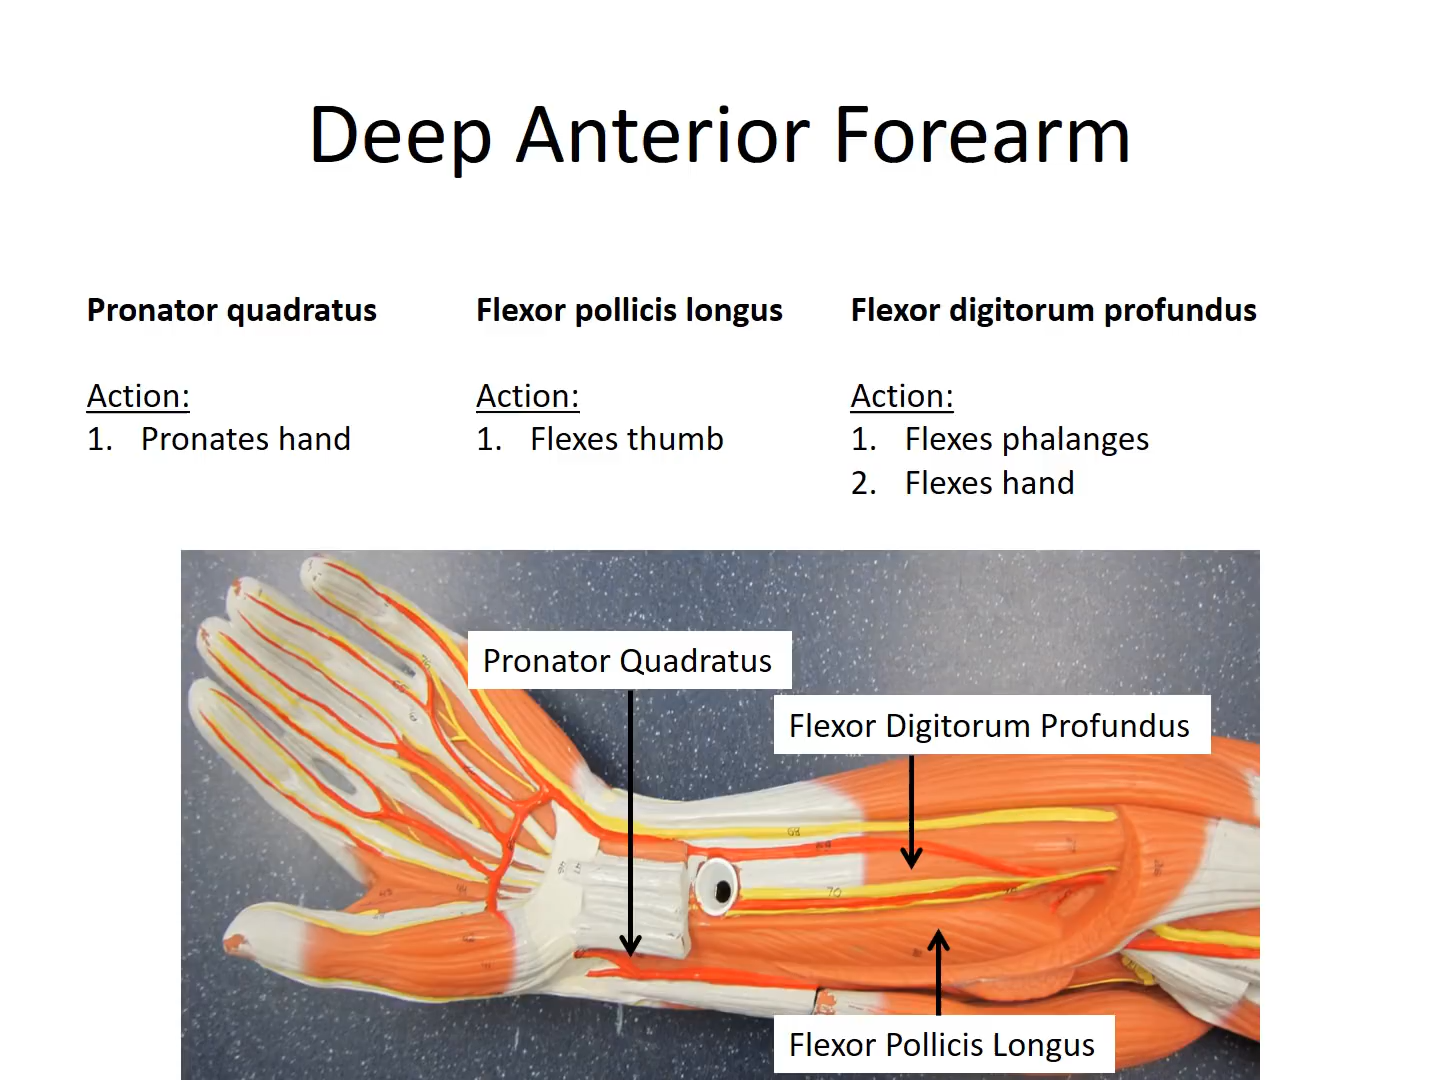 Deep Anterior Forearm
Pronator quadratus
Action:
1. Pronates hand
Flexor pollicis longus
Action:
1. Flexes thumb
Flexor digitorum profundus
Action:
1. Flexes phalanges
2. Flexes hand
Pronator Quadratus
Flexor Digitorum Profundus
70
Flexor Pollicis Longus